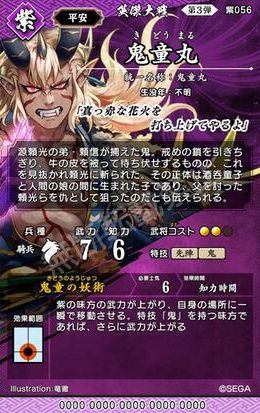 紫
平安
英傑大戦
第3弾
紫056
きどうまる
鬼童丸
統一名称:鬼童丸
生没年:不明
「真っ赤な花火を
打ち上げてやるよ」
源頼光の弟・頼信が捕えた鬼。戒めの鎖を引きち
ぎり、牛の皮を被って待ち伏せするものの、これ
を見抜かれ頼光に斬られた。その正体は酒呑童子
と人間の娘の間に生まれた子であり、父を討った
頼光らを仇として狙ったのだとも伝えられる。
兵種 武力 知力 武将コスト
騎兵 7 6
特技 先陣 鬼
きどうのようじゅつ
鬼童の妖術
必要士気 6
効果時間 知力時間
効果範囲
紫の味方の武力が上がり、自身の場所に一
瞬で移動させる。特技「鬼」を持つ味方で
あれば、さらに武力が上がる
Illustration:竜徹
©SEGA
0000-0000-0000-0000-0000